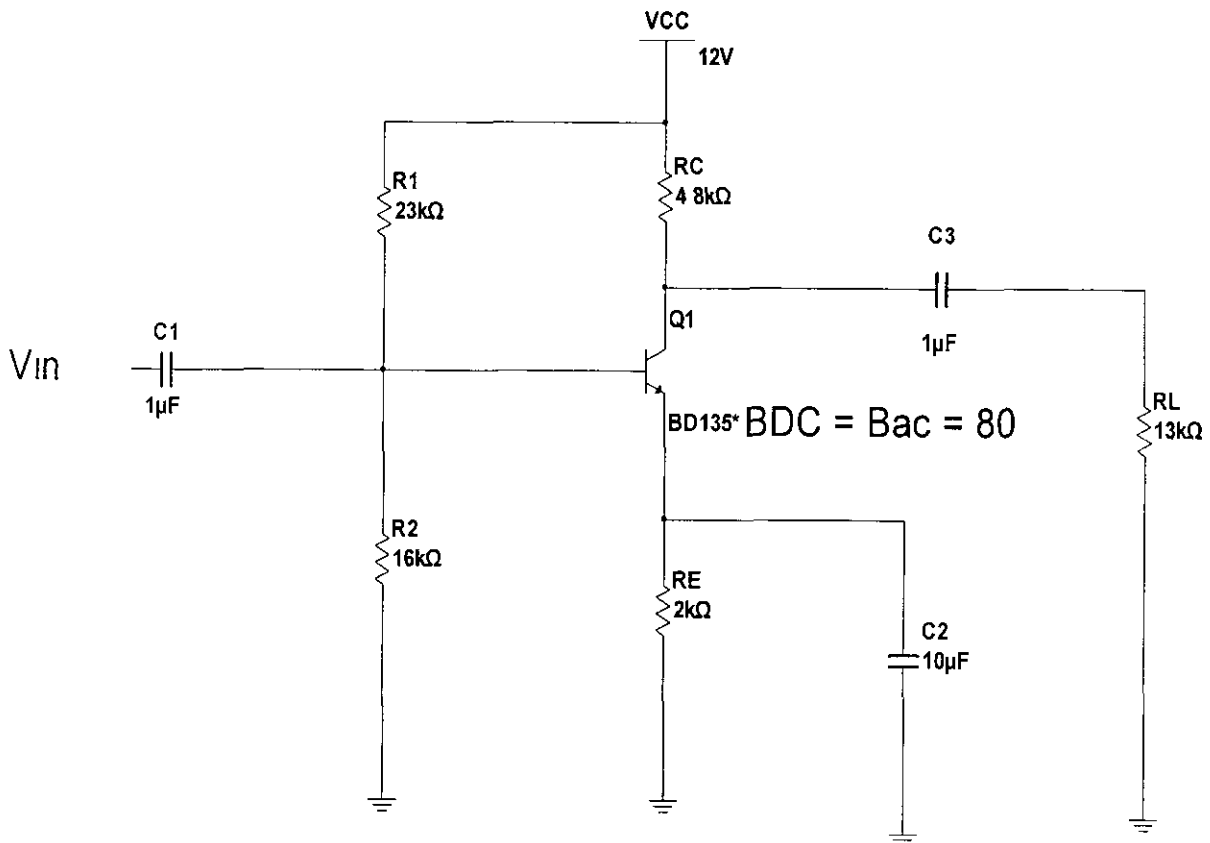 VCC
12V
R1
23kΩ
RC
4 8kΩ
C3
1µF
C1
1µF
Vın
Q1
BD135* BDC = Bac = 80
RL
13kΩ
R2
16kΩ
RE
2kΩ
C2
10µF